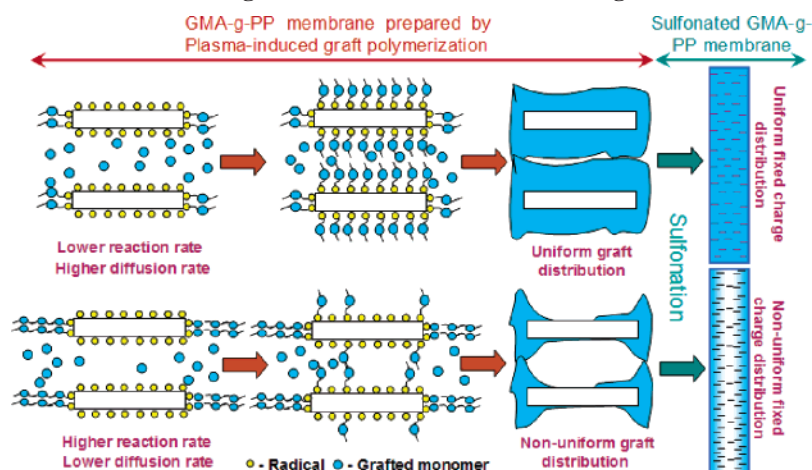 GMA-g-PP membrane prepared by
Plasma-induced graft polymerization
Sulfonated GMA-g-
PP membrane
Lower reaction rate
Higher diffusion rate
Uniform graft
distribution
Sulfonation
Uniform fixed charge
distribution
Higher reaction rate
Lower diffusion rate
- Radical
- Grafted monomer
Non-uniform graft
distribution
Non-uniform fixed
charge distribution